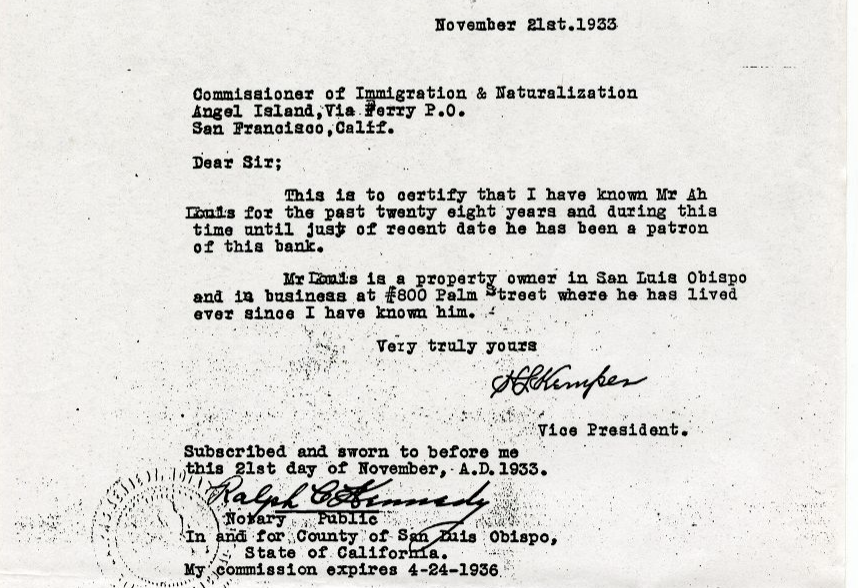 November 21st.1933
Commissioner of Immigration & Naturalization
Angel Island,Via Ferry P.O.
San Francisco,Calif.
Dear Sir;
This is to certify that I have known Mr Ah
Louis for the past twenty eight years and during this
time until just of recent date he has been a patron
of this bank.
Mr Louis is a property owner in San Luis Obispo
and in business at #800 Palm Street where he has lived
ever since I have known him.
Very truly yours
H L Kemper
Vice President.
Subscribed and sworn to before me
this 21st day of November, A.D.1933.
Ralph C Kennedy
Notary Public
In and for County of San Luis Obispo,
State of California.
My commission expires 4-24-1936